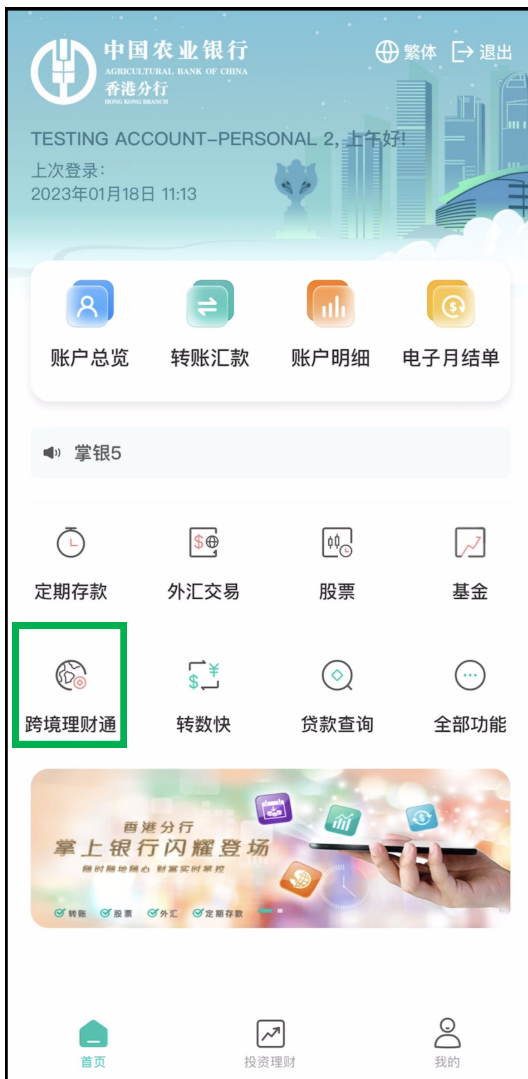 中国农业银行
AGRICULTURAL BANK OF CHINA
香港分行
HONG KONG BRANCH
繁体
退出
TESTING ACCOUNT-PERSONAL 2, 上午好!
上次登录:
2023年01月18日 11:13
账户总览 转账汇款 账户明细 电子月结单
掌银5
定期存款 外汇交易 股票 基金
跨境理财通 转数快 贷款查询 全部功能
香港分行
掌上银行闪耀登场
随时随地随心 财富实时掌控
转账 股票 外汇 定期存款
首页 投资理财 我的